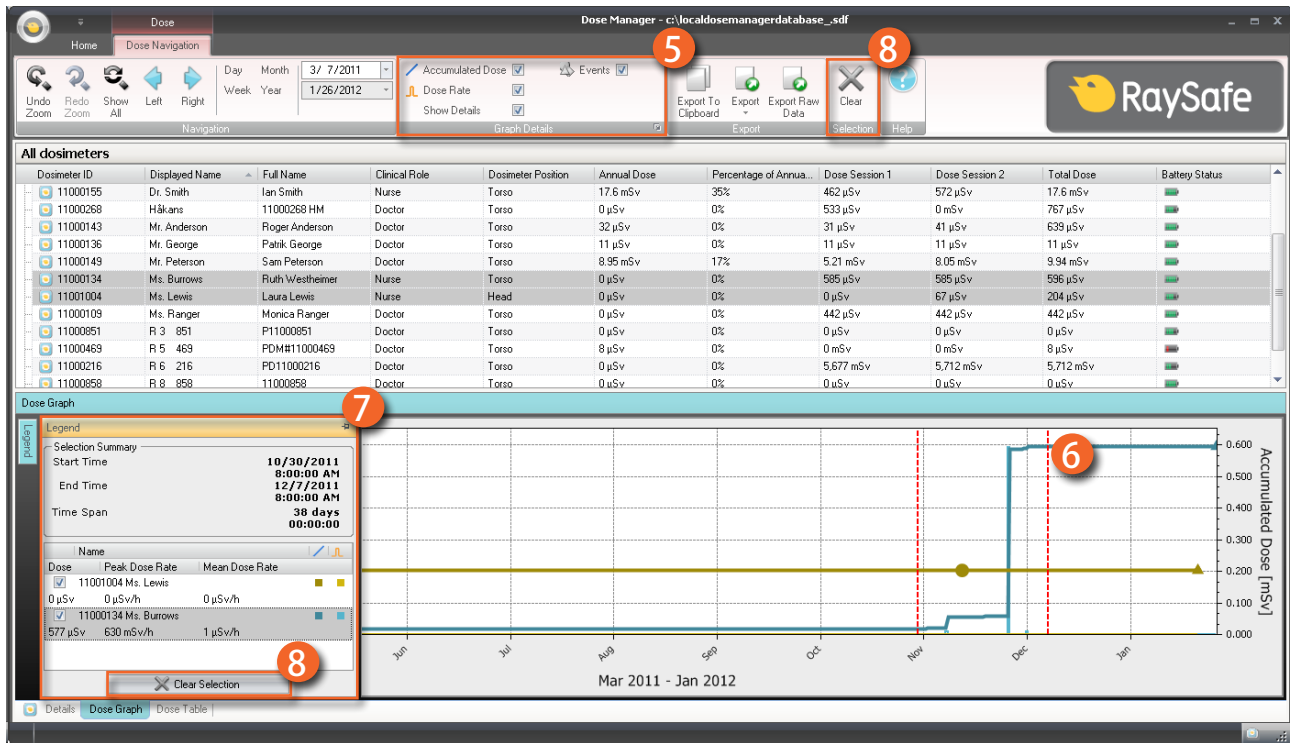 Dose
Dose Manager - c:\localdosemanagerdatabase_.sdf
Home Dose Navigation
5
8
Undo Zoom
Redo Zoom
Show All
Left
Right
Day Month 3/ 7/2011
Week Year 1/26/2012
Navigation
Accumulated Dose Events
Dose Rate
Show Details
Graph Details
Export To Clipboard
Export
Export Raw Data
Export
Clear
Selection
?
Help
RaySafe
All dosimeters
Dosimeter ID Displayed Name Full Name Clinical Role Dosimeter Position Annual Dose Percentage of Annua... Dose Session 1 Dose Session 2 Total Dose Battery Status
11000155 Dr. Smith Ian Smith Nurse Torso 17.6 mSv 35% 462 µSv 572 µSv 17.6 mSv
11000268 Håkans 11000268 HM Doctor Torso 0 µSv 0% 533 µSv 0 mSv 767 µSv
11000143 Mr. Anderson Roger Anderson Doctor Torso 32 µSv 0% 31 µSv 41 µSv 639 µSv
11000136 Mr. George Patrik George Doctor Torso 11 µSv 0% 11 µSv 11 µSv 11 µSv
11000149 Mr. Peterson Sam Peterson Doctor Torso 8.95 mSv 17% 5.21 mSv 8.05 mSv 9.94 mSv
11000134 Ms. Burrows Ruth Westheimer Nurse Torso 0 µSv 0% 585 µSv 585 µSv 596 µSv
11001004 Ms. Lewis Laura Lewis Nurse Head 0 µSv 0% 0 µSv 67 µSv 204 µSv
11000109 Ms. Ranger Monica Ranger Doctor Torso 0 µSv 0% 442 µSv 442 µSv 442 µSv
11000851 R 3 851 P11000851 Doctor Torso 0 µSv 0% 0 µSv 0 µSv 0 µSv
11000469 R 5 469 PDM#11000469 Doctor Torso 8 µSv 0% 0 mSv 0 mSv 8 µSv
11000216 R 6 216 PD11000216 Doctor Torso 0 µSv 0% 5,677 mSv 5,712 mSv 5,712 mSv
11000858 R 8 858 11000858 Doctor Torso 0 µSv 0% 0 µSv 0 µSv 0 µSv
Dose Graph
7
Legend
Legend
Selection Summary
Start Time 10/30/2011
8:00:00 AM
End Time 12/7/2011
8:00:00 AM
Time Span 38 days
00:00:00
Name
Dose Peak Dose Rate Mean Dose Rate
11001004 Ms. Lewis
0 µSv 0 µSv/h 0 µSv/h
11000134 Ms. Burrows
577 µSv 630 mSv/h 1 µSv/h
8
Clear Selection
6
0.600
0.500
0.400
0.300
0.200
0.100
0.000
Accumulated Dose [mSv]
Jun Jul Aug Sep Oct Nov Dec Jan
Mar 2011 - Jan 2012
Details Dose Graph Dose Table